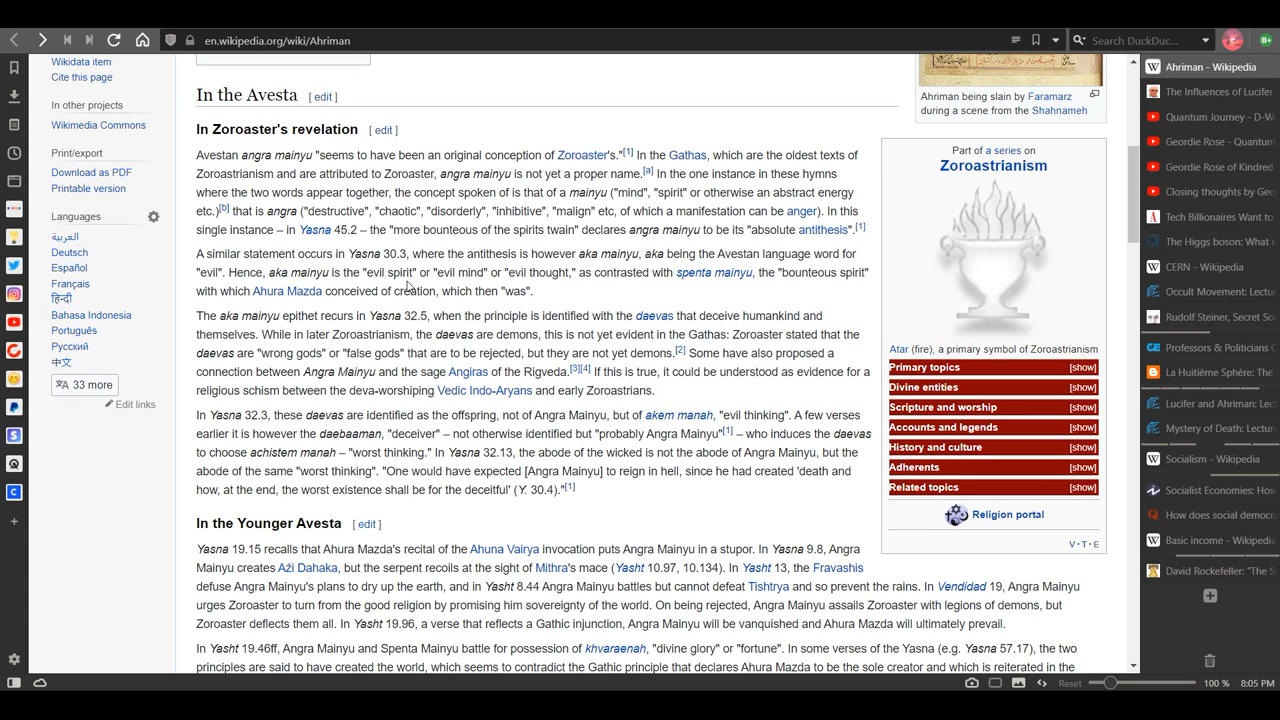 en.wikipedia.org/wiki/Ahriman
Search DuckDuc...
Wikidata item
Cite this page
In other projects
Wikimedia Commons
Print/export
Download as PDF
Printable version
Languages
العربية
Deutsch
Español
Français
हिन्दी
Bahasa Indonesia
Português
Русский
中文
33 more
Edit links
In the Avesta [ edit ]
In Zoroaster's revelation [ edit ]
Avestan angra mainyu "seems to have been an original conception of Zoroaster's."[1] In the Gathas, which are the oldest texts of
Zoroastrianism and are attributed to Zoroaster, angra mainyu is not yet a proper name.[a] In the one instance in these hymns
where the two words appear together, the concept spoken of is that of a mainyu ("mind", "spirit" or otherwise an abstract energy
etc.)[b] that is angra ("destructive", "chaotic", "disorderly", "inhibitive", "malign" etc, of which a manifestation can be anger). In this
single instance – in Yasna 45.2 – the "more bounteous of the spirits twain" declares angra mainyu to be its "absolute antithesis".[1]
A similar statement occurs in Yasna 30.3, where the antithesis is however aka mainyu, aka being the Avestan language word for
"evil". Hence, aka mainyu is the "evil spirit" or "evil mind" or "evil thought," as contrasted with spenta mainyu, the "bounteous spirit"
with which Ahura Mazda conceived of creation, which then "was".
The aka mainyu epithet recurs in Yasna 32.5, when the principle is identified with the daevas that deceive humankind and
themselves. While in later Zoroastrianism, the daevas are demons, this is not yet evident in the Gathas: Zoroaster stated that the
daevas are "wrong gods" or "false gods" that are to be rejected, but they are not yet demons.[2] Some have also proposed a
connection between Angra Mainyu and the sage Angiras of the Rigveda.[3][4] If this is true, it could be understood as evidence for a
religious schism between the deva-worshiping Vedic Indo-Aryans and early Zoroastrians.
In Yasna 32.3, these daevas are identified as the offspring, not of Angra Mainyu, but of akem manah, "evil thinking". A few verses
earlier it is however the daebaaman, "deceiver" – not otherwise identified but "probably Angra Mainyu"[1] – who induces the daevas
to choose achistem manah – "worst thinking." In Yasna 32.13, the abode of the wicked is not the abode of Angra Mainyu, but the
abode of the same "worst thinking". "One would have expected [Angra Mainyu] to reign in hell, since he had created 'death and
how, at the end, the worst existence shall be for the deceitful' (Y. 30.4)."[1]
In the Younger Avesta [ edit ]
Yasna 19.15 recalls that Ahura Mazda's recital of the Ahuna Vairya invocation puts Angra Mainyu in a stupor. In Yasna 9.8, Angra
Mainyu creates Aži Dahaka, but the serpent recoils at the sight of Mithra's mace (Yasht 10.97, 10.134). In Yasht 13, the Fravashis
defuse Angra Mainyu's plans to dry up the earth, and in Yasht 8.44 Angra Mainyu battles but cannot defeat Tishtrya and so prevent the rains. In Vendidad 19, Angra Mainyu
urges Zoroaster to turn from the good religion by promising him sovereignty of the world. On being rejected, Angra Mainyu assails Zoroaster with legions of demons, but
Zoroaster deflects them all. In Yasht 19.96, a verse that reflects a Gathic injunction, Angra Mainyu will be vanquished and Ahura Mazda will ultimately prevail.
In Yasht 19.46ff, Angra Mainyu and Spenta Mainyu battle for possession of khvaraenah, "divine glory" or "fortune". In some verses of the Yasna (e.g. Yasna 57.17), the two
principles are said to have created the world, which seems to contradict the Gathic principle that declares Ahura Mazda to be the sole creator and which is reiterated in the
Ahriman being slain by Faramarz
during a scene from the Shahnameh
Part of a series on
Zoroastrianism
Atar (fire), a primary symbol of Zoroastrianism
Primary topics [show]
Divine entities [show]
Scripture and worship [show]
Accounts and legends [show]
History and culture [show]
Adherents [show]
Related topics [show]
Religion portal
V·T·E
Ahriman - Wikipedia
The Influences of Lucifer
Quantum Journey - D-W
Geordie Rose - Quantum
Geordie Rose of Kindred
Closing thoughts by Geo
Tech Billionaires Want to
The Higgs boson: What
CERN - Wikipedia
Occult Movement: Lectu
Rudolf Steiner, Secret So
Professors & Politicians G
La Huitième Sphère: The
Lucifer and Ahriman: Lec
Mystery of Death: Lectur
Socialism - Wikipedia
Socialist Economies: How
How does social democr
Basic income - Wikipedia
David Rockefeller: "The S
Reset
100 %
8:05 PM